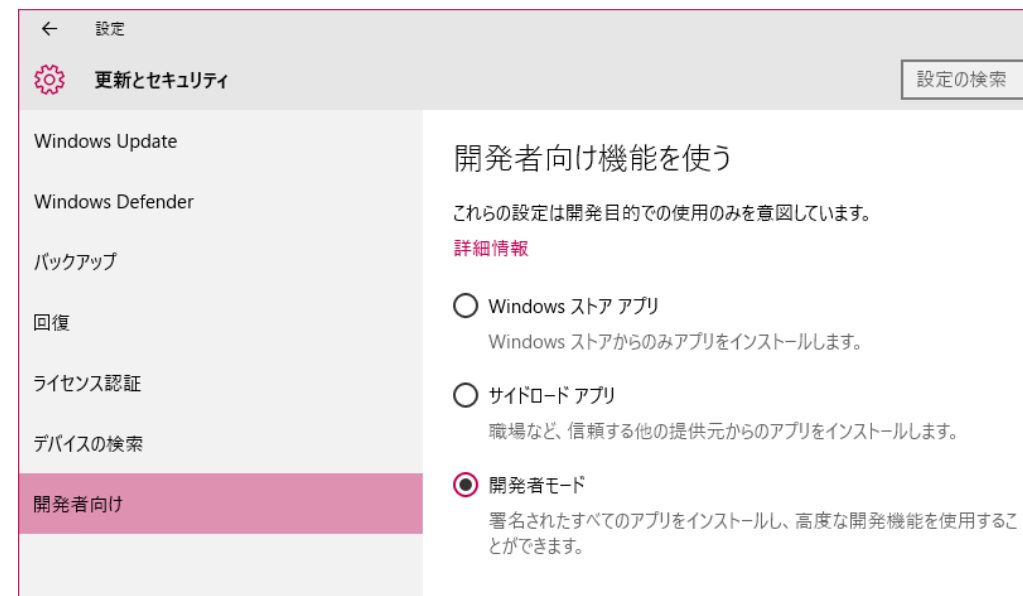 ← 設定
更新とセキュリティ
設定の検索
Windows Update
Windows Defender
バックアップ
回復
ライセンス認証
デバイスの検索
開発者向け
開発者向け機能を使う
これらの設定は開発目的での使用のみを意図しています。
詳細情報
Windows ストア アプリ
Windows ストアからのみアプリをインストールします。
サイドロード アプリ
職場など、信頼する他の提供元からのアプリをインストールします。
開発者モード
署名されたすべてのアプリをインストールし、高度な開発機能を使用するこ
とができます。